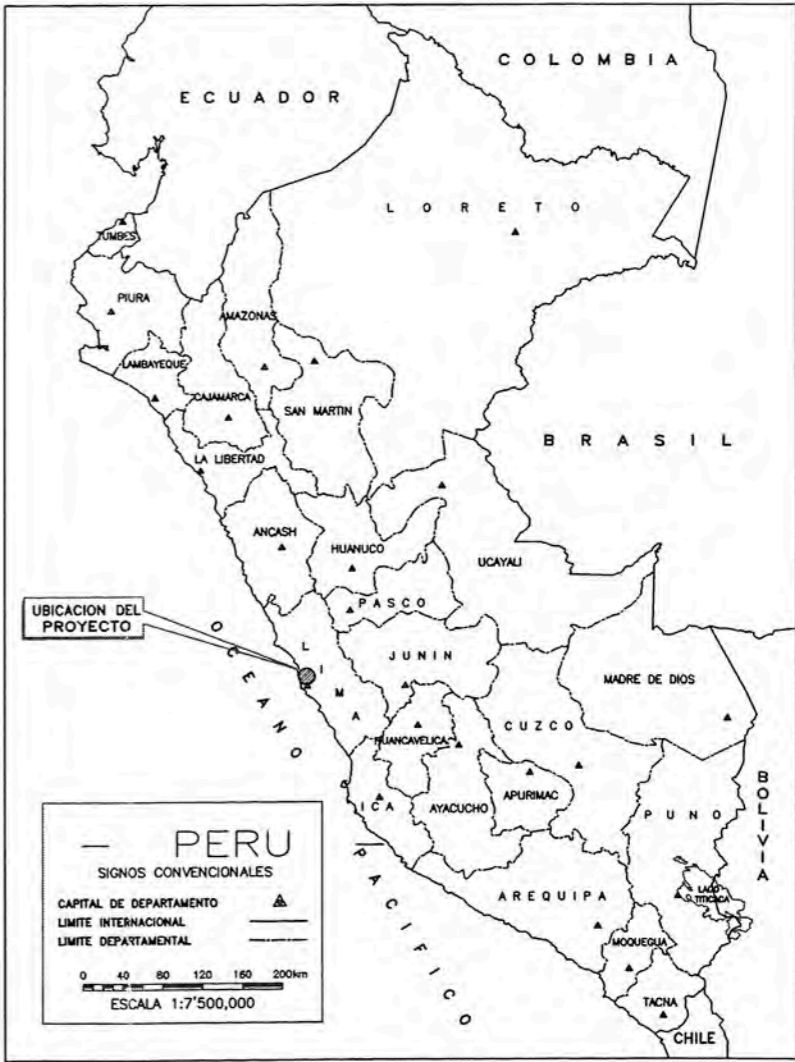 COLOMBIA
ECUADOR
LORETO
TUMBES
PIURA
AMAZONAS
LAMBAYEQUE
CAJAMARCA
SAN MARTIN
BRASIL
LA LIBERTAD
ANCASH
HUANUCO
UCAYALI
PASCO
UBICACION DEL
PROYECTO
LIMA
JUNIN
MADRE DE DIOS
CUZCO
HUANCAVELICA
OCEANO PACIFICO
ICA
AYACUCHO
APURIMAC
PUNO
BOLIVIA
LAGO
TITICACA
AREQUIPA
MOQUEGUA
TACNA
CHILE
PERU
SIGNOS CONVENCIONALES
CAPITAL DE DEPARTAMENTO
LIMITE INTERNACIONAL
LIMITE DEPARTAMENTAL
0 40 80 120 160 200km
ESCALA 1:7'500,000